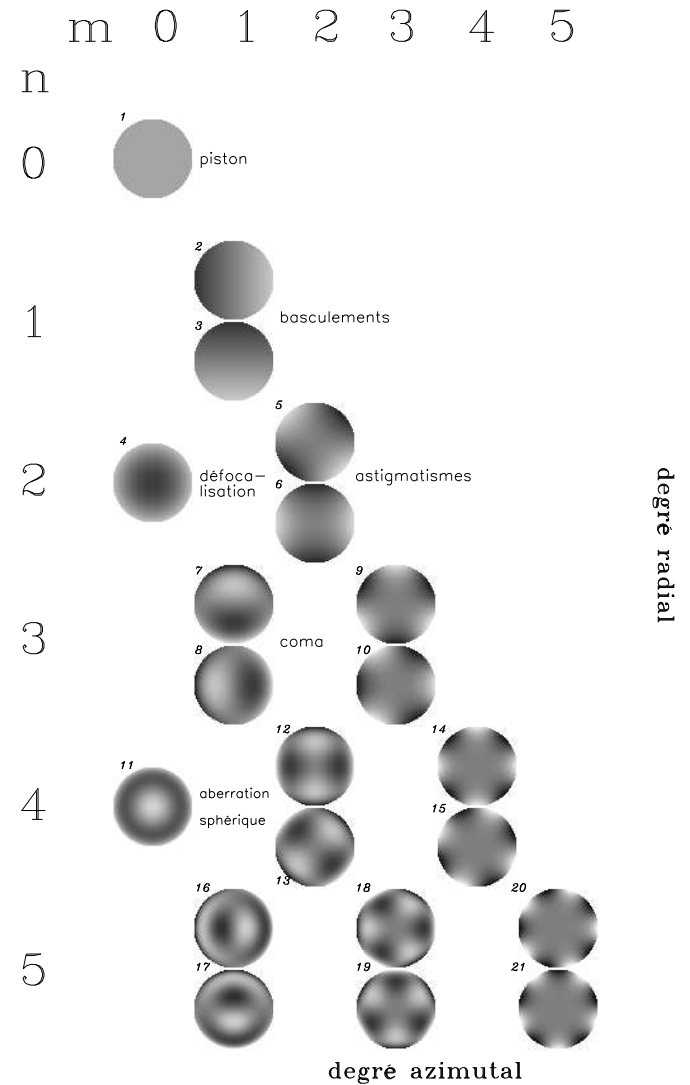 m 0 1 2 3 4 5
n
1
0 piston
2
3
1 basculements
4
5
6
2 défoca-
lisation
astigmatismes
degré radial
7
8
9
10
3 coma
11
12
13
14
15
4 aberration
sphérique
16
17
18
19
20
21
5
degré azimutal